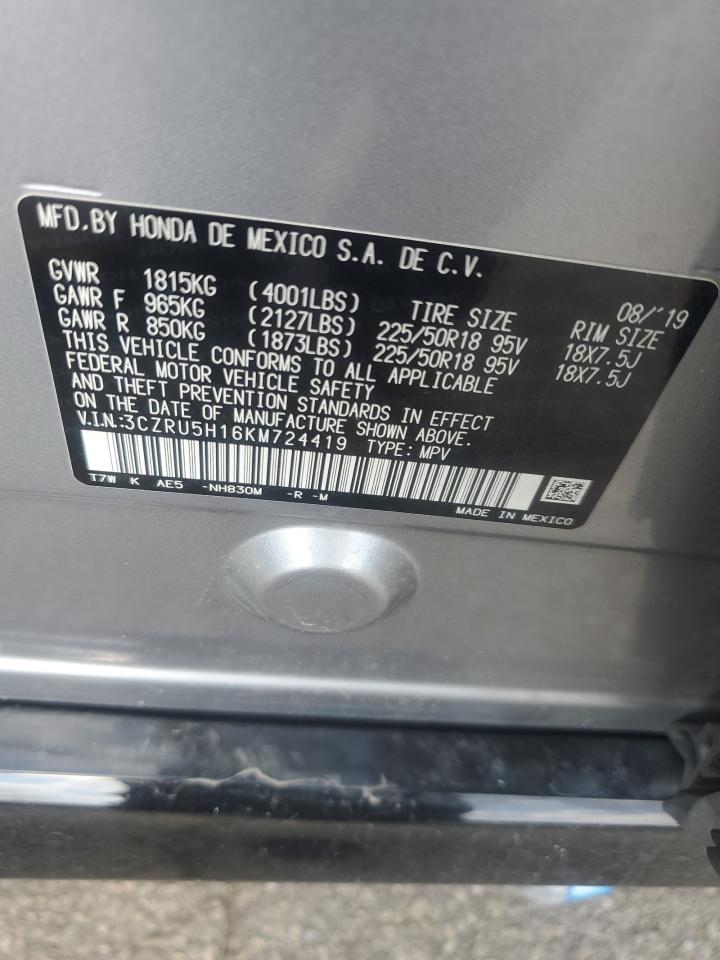 MFD.BY HONDA DE MEXICO S.A. DE C.V.
08/'19
GVWR 1815KG (4001LBS) TIRE SIZE RIM SIZE
GAWR F 965KG (2127LBS) 225/50R18 95V 18X7.5J
GAWR R 850KG (1873LBS) 225/50R18 95V 18X7.5J
THIS VEHICLE CONFORMS TO ALL APPLICABLE
FEDERAL MOTOR VEHICLE SAFETY
AND THEFT PREVENTION STANDARDS IN EFFECT
ON THE DATE OF MANUFACTURE SHOWN ABOVE.
V.I.N.:3CZRU5H16KM724419 TYPE: MPV
T7W K AE5 -NH830M -R -M
MADE IN MEXICO